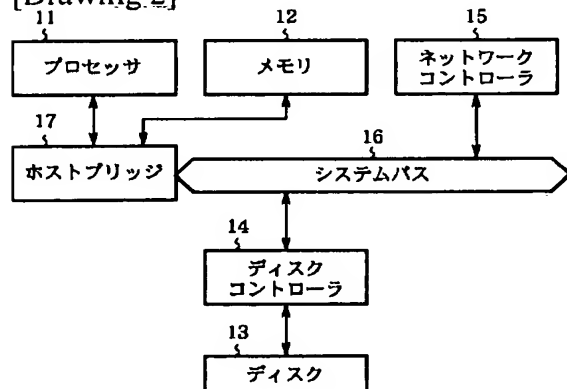 [Drawing 2]
11
プロセッサ
12
メモリ
15
ネットワーク
コントローラ
17
ホストブリッジ
16
システムバス
14
ディスク
コントローラ
13
ディスク